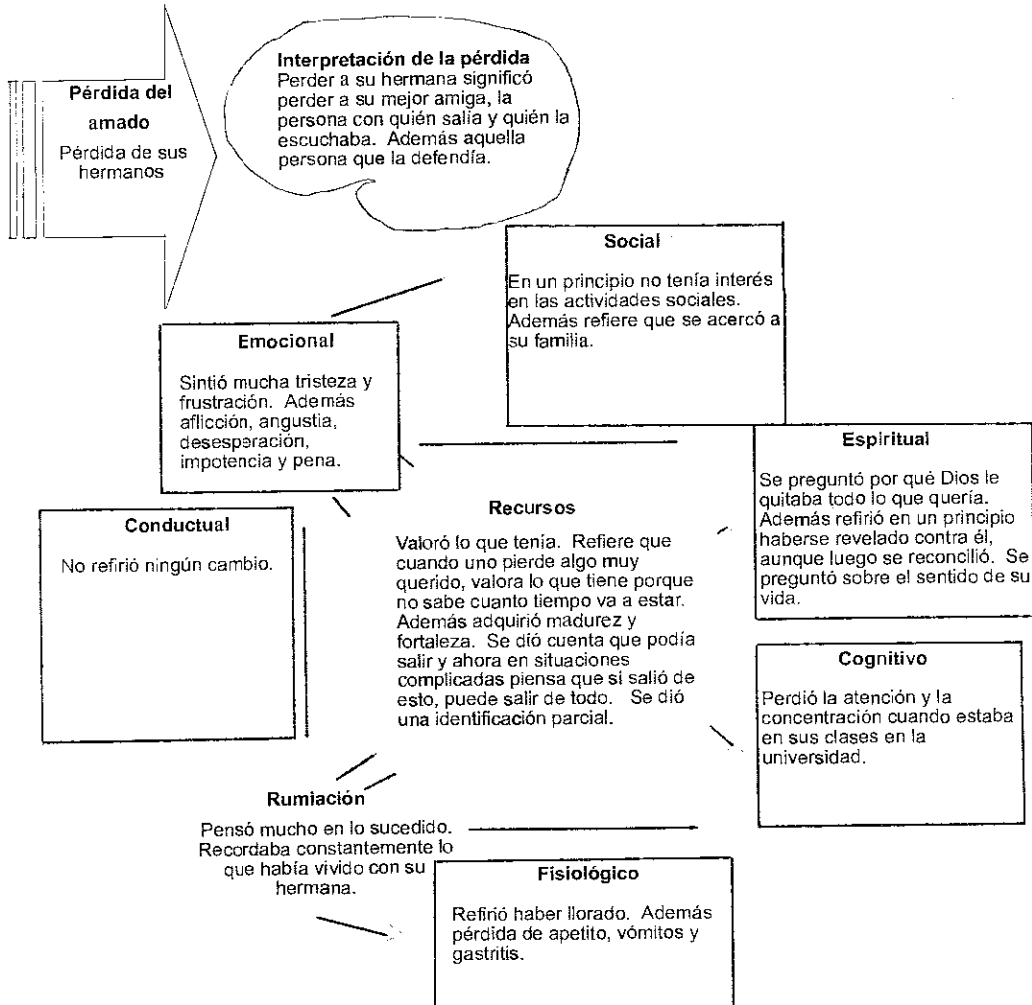 Pérdida del
amado
Pérdida de sus
hermanos
Interpretación de la pérdida
Perder a su hermana significó
perder a su mejor amiga, la
persona con quién salía y quién la
escuchaba. Además aquella
persona que la defendía.
Social
En un principio no tenía interés
en las actividades sociales.
Además refiere que se acercó a
su familia.
Emocional
Sintió mucha tristeza y
frustración. Además
aflicción, angustia,
desesperación,
impotencia y pena.
Espiritual
Se preguntó por qué Dios le
quitaba todo lo que quería.
Además refirió en un principio
haberse revelado contra él,
aunque luego se reconcilió. Se
preguntó sobre el sentido de su
vida.
Conductual
No refirió ningún cambio.
Recursos
Valoró lo que tenía. Refiere que
cuando uno pierde algo muy
querido, valora lo que tiene porque
no sabe cuanto tiempo va a estar.
Además adquirió madurez y
fortaleza. Se dió cuenta que podía
salir y ahora en situaciones
complicadas piensa que si salió de
esto, puede salir de todo. Se dió
una identificación parcial.
Cognitivo
Perdió la atención y la
concentración cuando estaba
en sus clases en la
universidad.
Rumiación
Pensó mucho en lo sucedido.
Recordaba constantemente lo
que había vivido con su
hermana.
Fisiológico
Refirió haber llorado. Además
pérdida de apetito, vómitos y
gastritis.